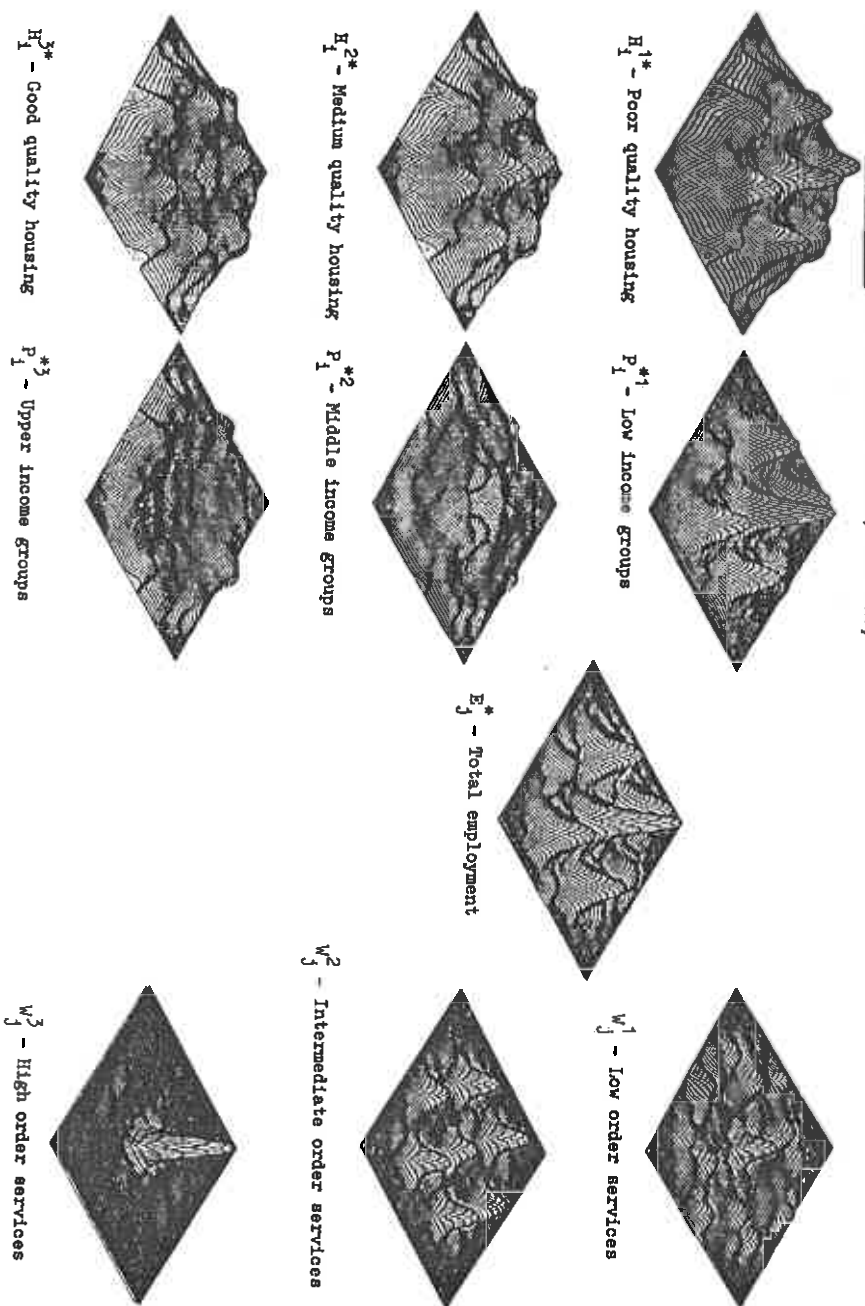 H_i^{1*} - Poor quality housing
H_i^{2*} - Medium quality housing
H_i^{3*} - Good quality housing
P_i^{*1} - Low income groups
P_i^{*2} - Middle income groups
P_i^{*3} - Upper income groups
E_j^* - Total employment
W_j^1 - Low order services
W_j^2 - Intermediate order services
W_j^3 - High order services